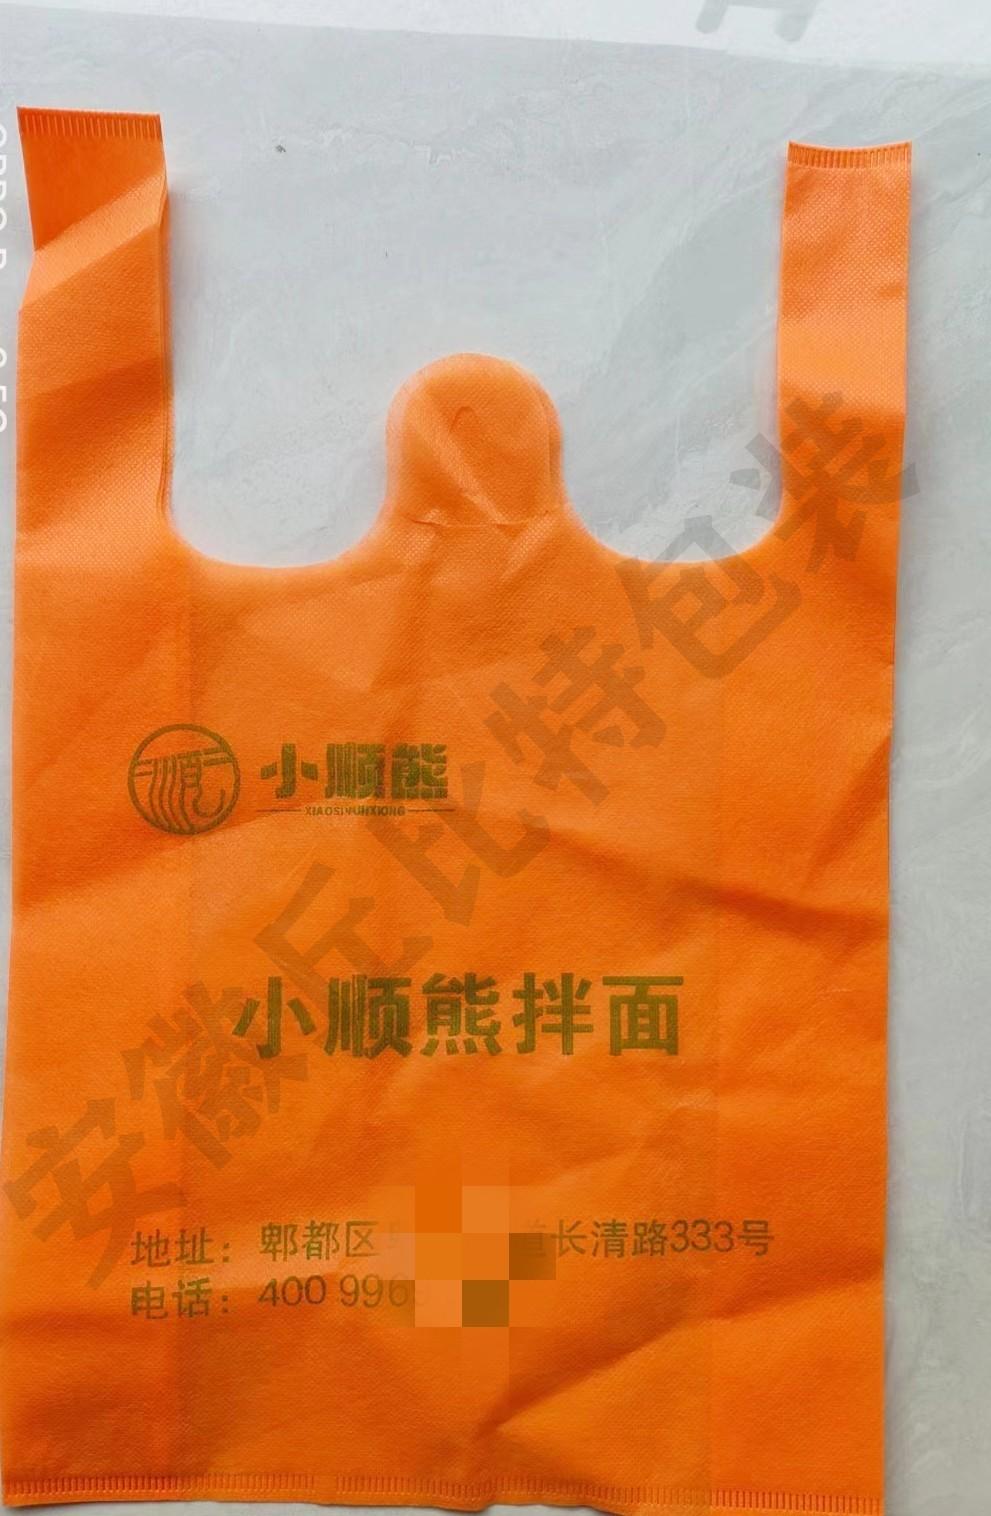 小顺熊
XIAOSHUNXIONG
小顺熊拌面
地址：郫都区 道长清路333号
电话：400 996
安徽丘比特包装